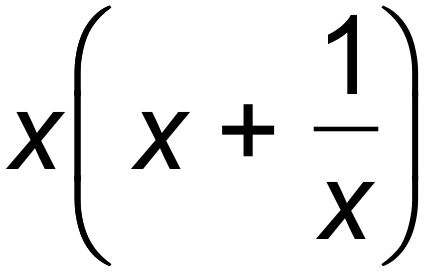 x( x + 1/x )